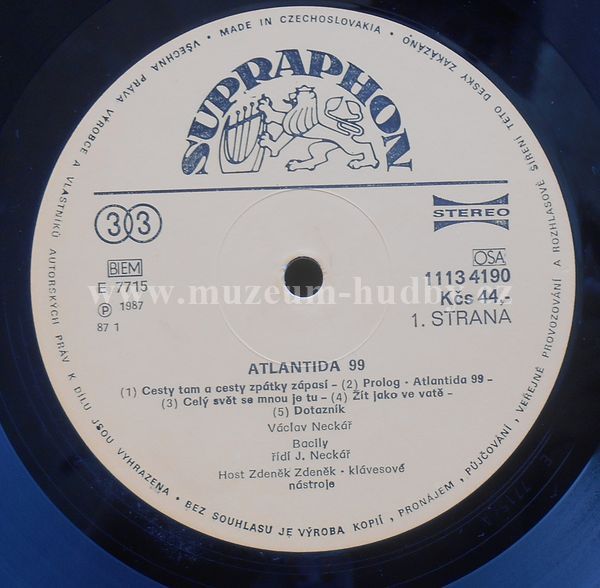 MADE IN CZECHOSLOVAKIA • VŠECHNA PRÁVA VÝROBCE A VLASTNÍKŮ AUTORSKÝCH PRÁV K DÍLU JSOU VYHRAZENA • BEZ SOUHLASU JE VÝROBA KOPIÍ, PRONÁJEM, PŮJČOVÁNÍ, VEŘEJNÉ PROVOZOVÁNÍ A ROZHLASOVÉ ŠÍŘENÍ TÉTO DESKY ZAKÁZÁNO.
SUPRAPHON
33
STEREO
BIEM
OSA
E 7715
1113 4190
Ⓟ 1987
Kčs 44,-
87 1
1. STRANA
www.muzeum-hudby.cz
ATLANTIDA 99
(1) Cesty tam a cesty zpátky zápasí – (2) Prolog • Atlantida 99 –
(3) Celý svět se mnou je tu – (4) Žít jako ve vatě –
(5) Dotazník
Václav Neckář
Bacily
řídí J. Neckář
Host Zdeněk Zdeněk • klávesové
nástroje